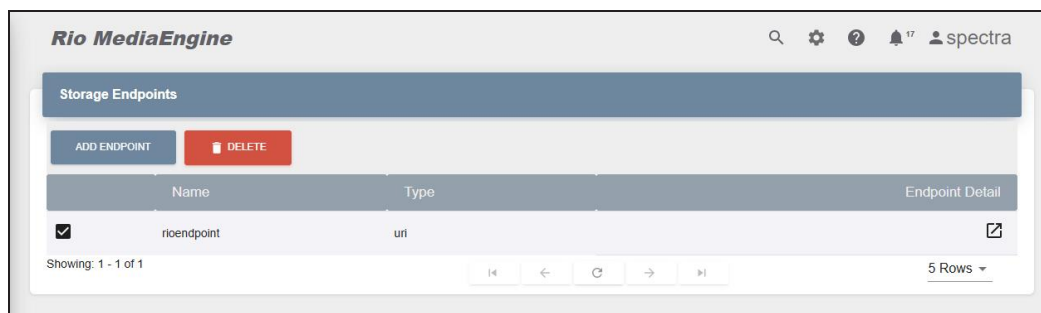 Rio MediaEngine
17 spectra
Storage Endpoints
ADD ENDPOINT DELETE
Name Type Endpoint Detail
rioendpoint uri
Showing: 1 - 1 of 1 5 Rows